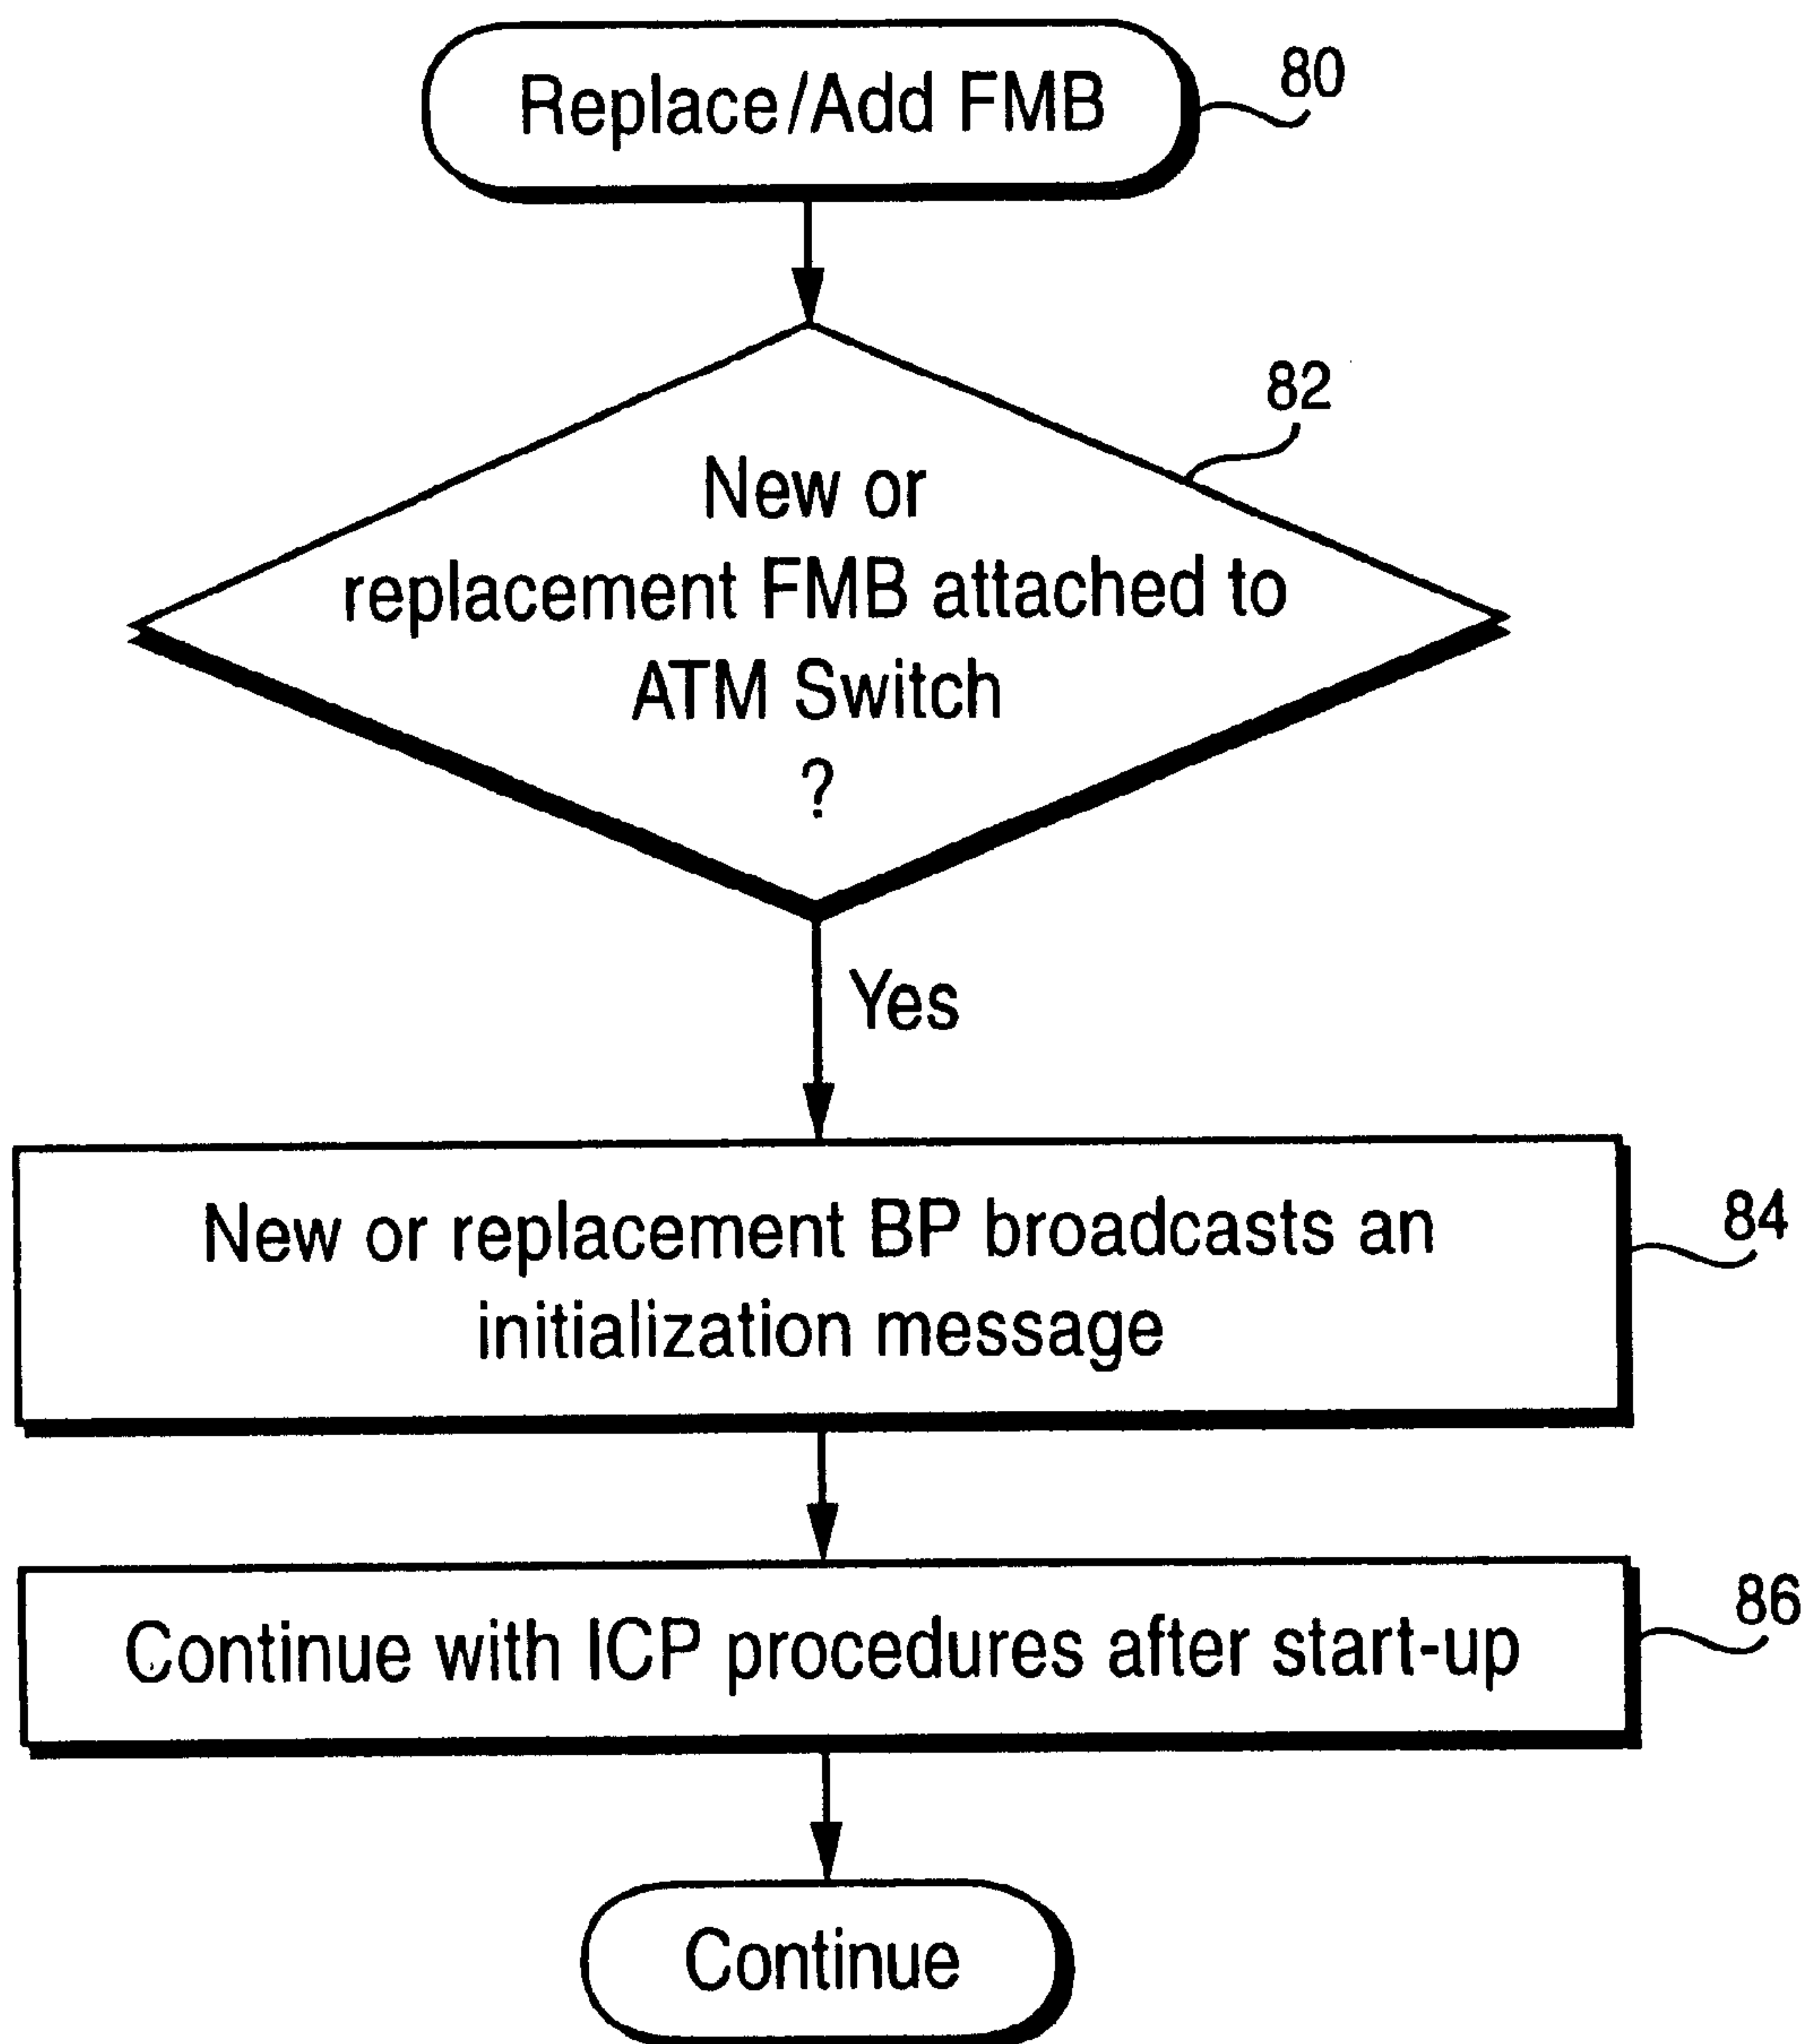 Replace/Add FMB
80
82
New or
replacement FMB attached to
ATM Switch
?
Yes
New or replacement BP broadcasts an
initialization message
84
Continue with ICP procedures after start-up
86
Continue